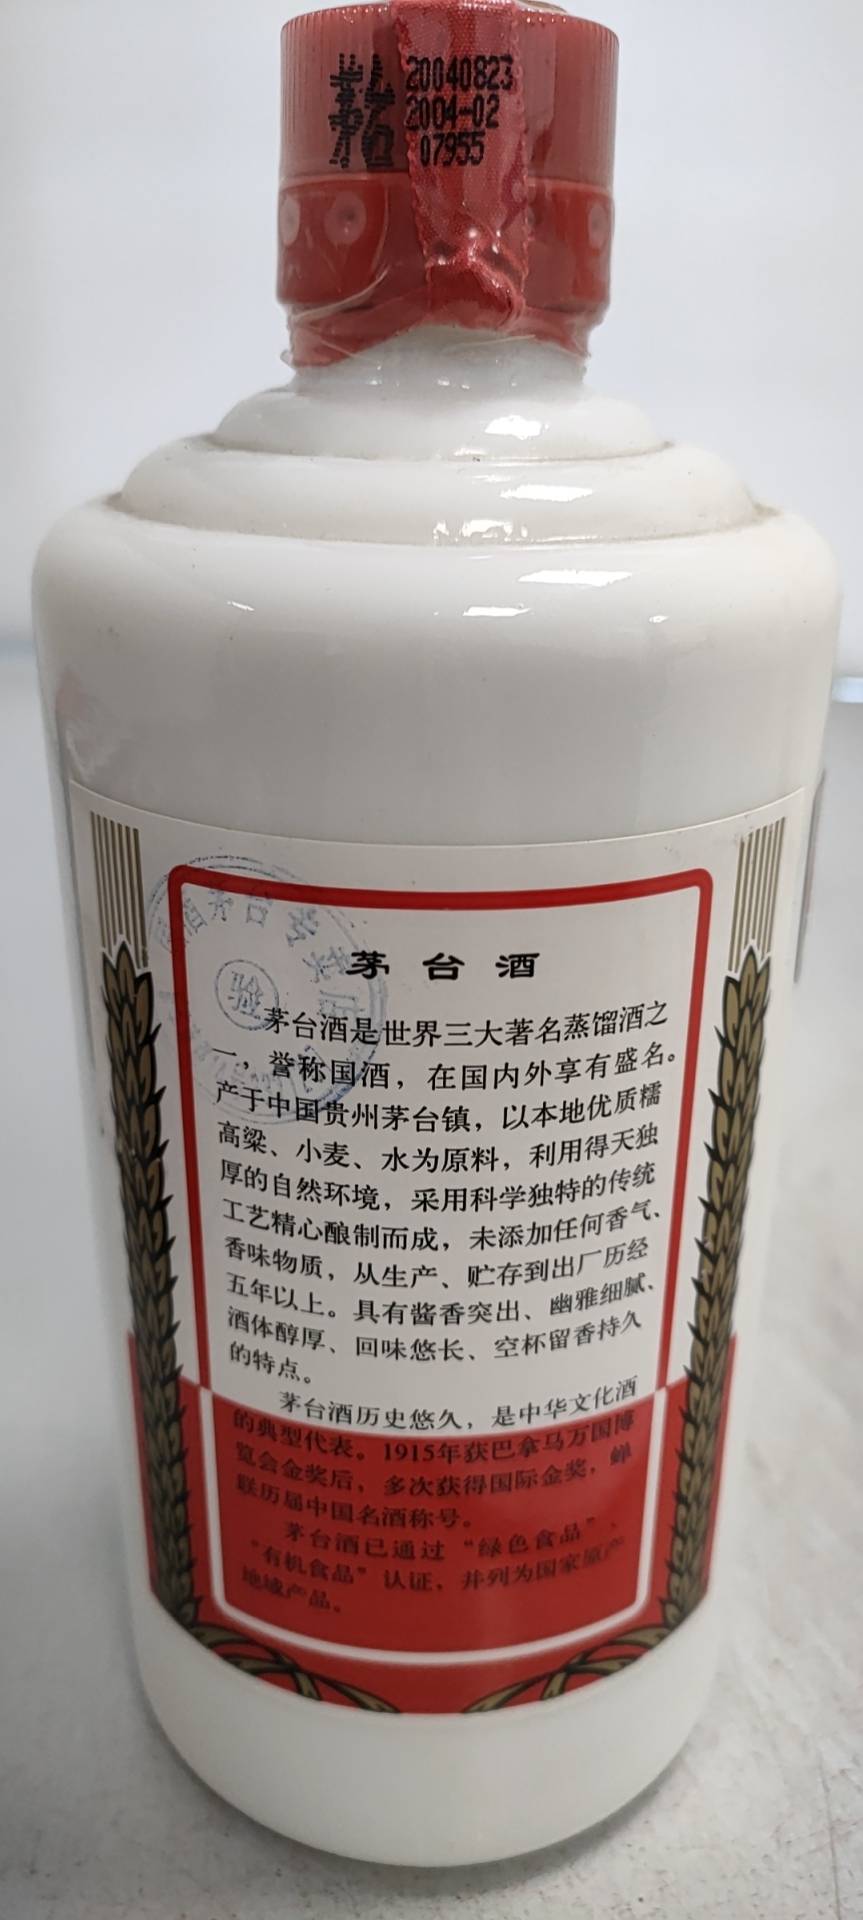 茅台
20040823
2004-02
07955
国酒茅台专卖店
验
茅台酒
茅台酒是世界三大著名蒸馏酒之
一，誉称国酒，在国内外享有盛名。
产于中国贵州茅台镇，以本地优质糯
高粱、小麦、水为原料，利用得天独
厚的自然环境，采用科学独特的传统
工艺精心酿制而成，未添加任何香气、
香味物质，从生产、贮存到出厂历经
五年以上。具有酱香突出、幽雅细腻、
酒体醇厚、回味悠长、空杯留香持久
的特点。
茅台酒历史悠久，是中华文化酒
的典型代表。1915年获巴拿马万国博
览会金奖后，多次获得国际金奖，蝉
联历届中国名酒称号。
茅台酒已通过“绿色食品”、
“有机食品”认证，并列为国家原产
地域产品。